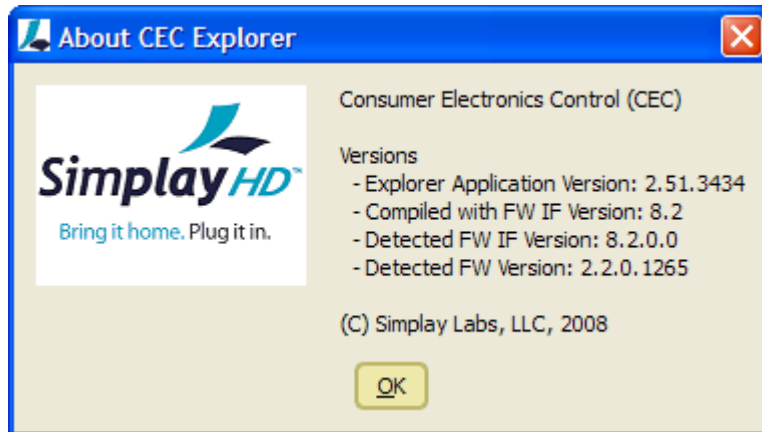 About CEC Explorer
Simplay HD™
Bring it home. Plug it in.
Consumer Electronics Control (CEC)
Versions
- Explorer Application Version: 2.51.3434
- Compiled with FW IF Version: 8.2
- Detected FW IF Version: 8.2.0.0
- Detected FW Version: 2.2.0.1265
(C) Simplay Labs, LLC, 2008
OK